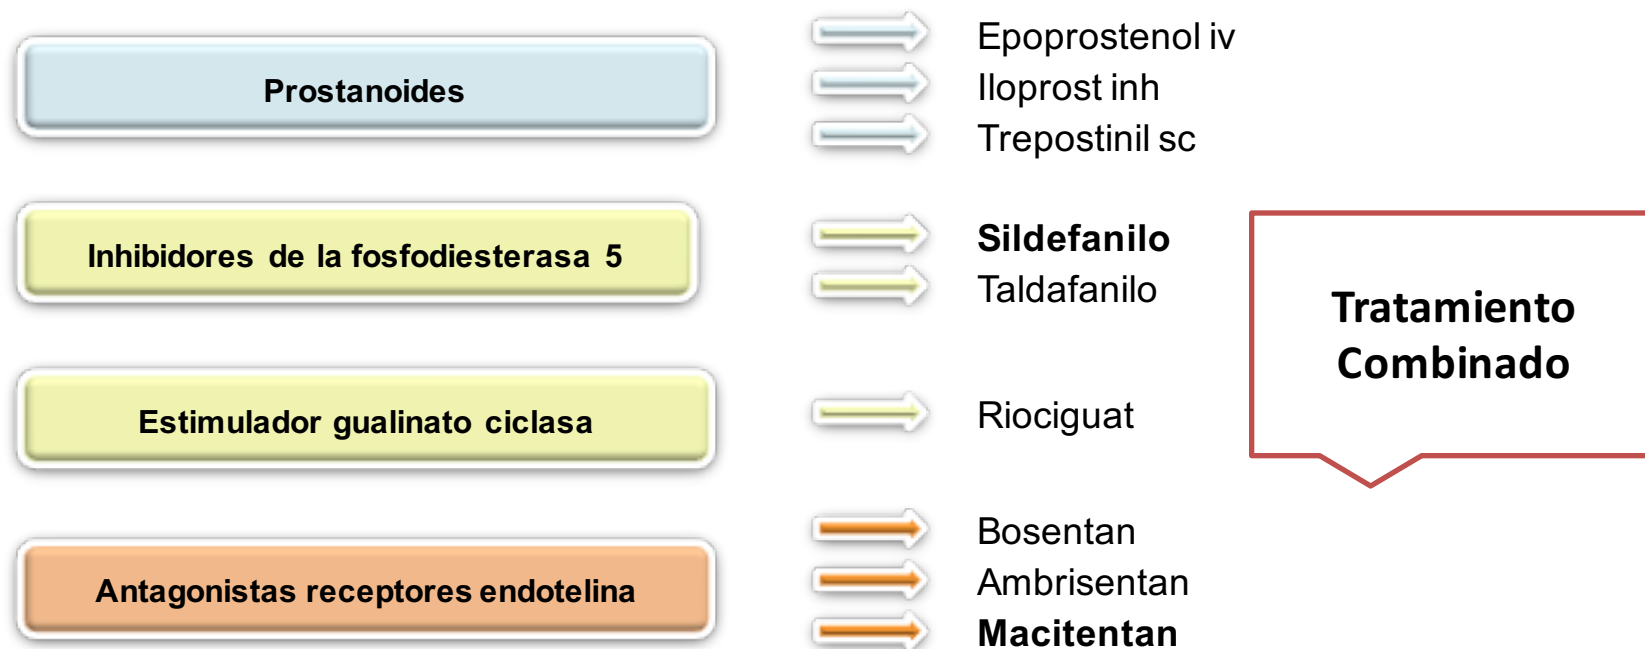 Prostanoides
Epoprostenol iv
Iloprost inh
Trepostinil sc
Inhibidores de la fosfodiesterasa 5
Sildefanilo
Taldafanilo
Tratamiento
Combinado
Estimulador gualinato ciclasa
Riociguat
Antagonistas receptores endotelina
Bosentan
Ambrisentan
Macitentan